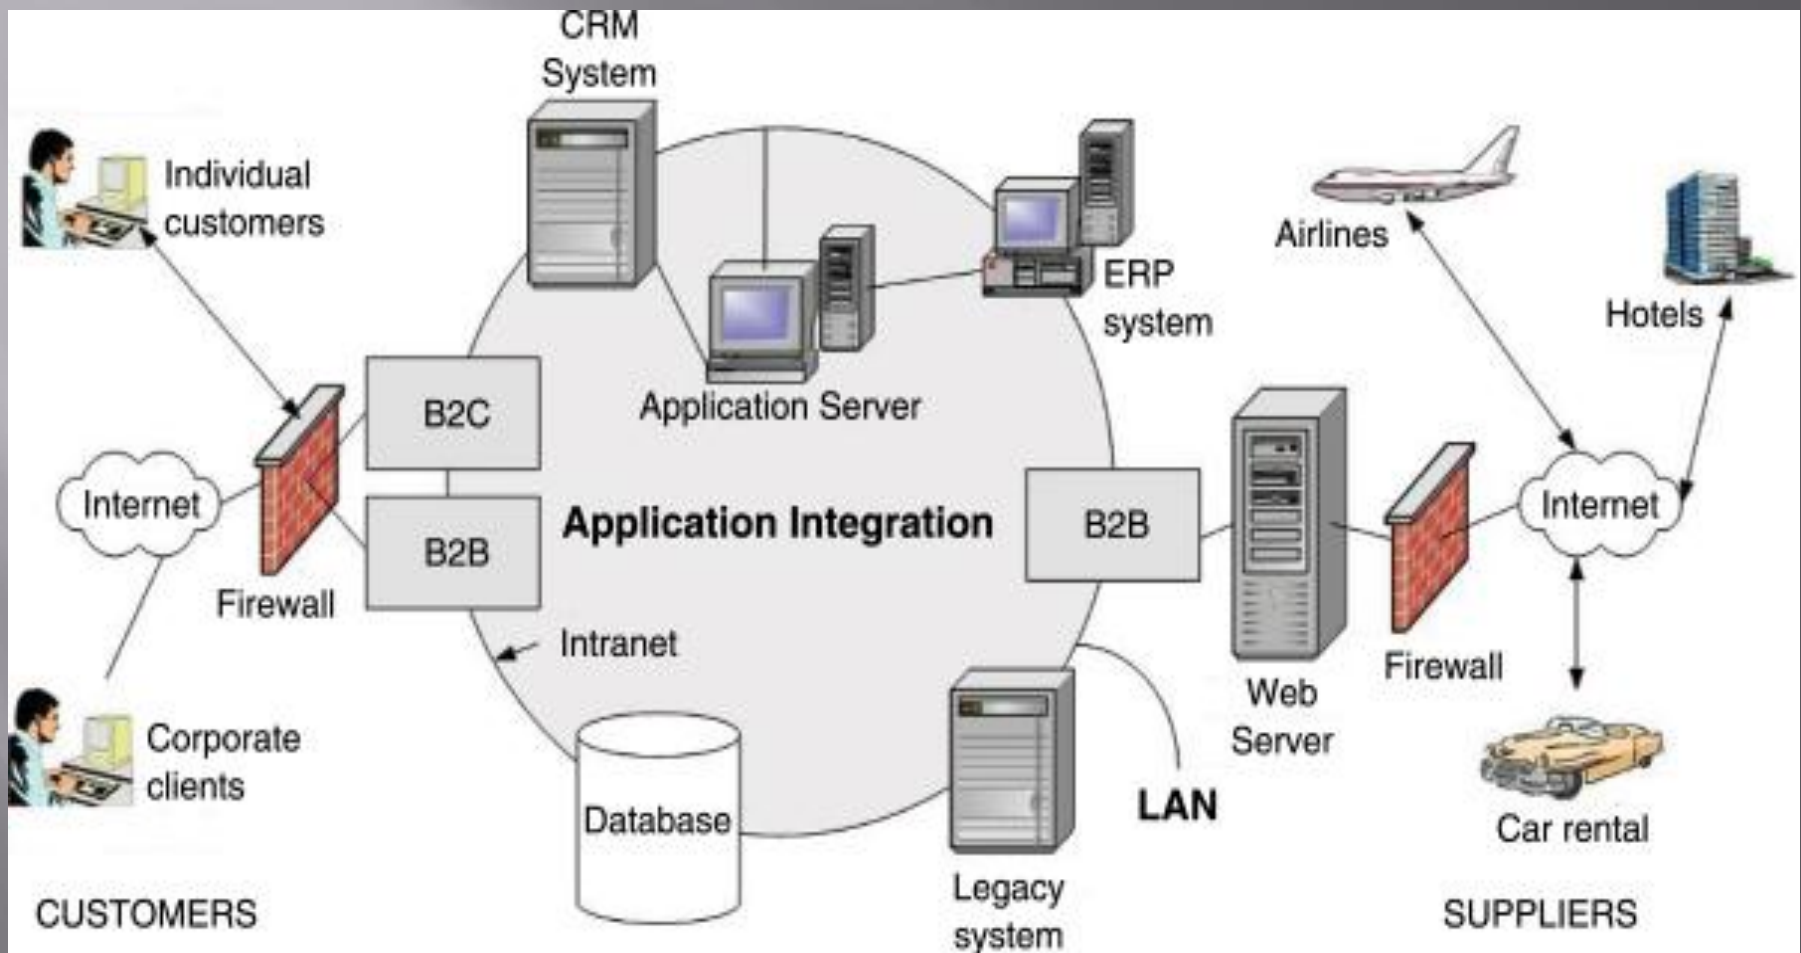 CRM
System
Individual
customers
Airlines
Hotels
ERP
system
Application Server
B2C
Internet
Application Integration
B2B
B2B
Internet
Firewall
Intranet
Firewall
Web
Server
Corporate
clients
Database
LAN
Car rental
Legacy
system
CUSTOMERS
SUPPLIERS